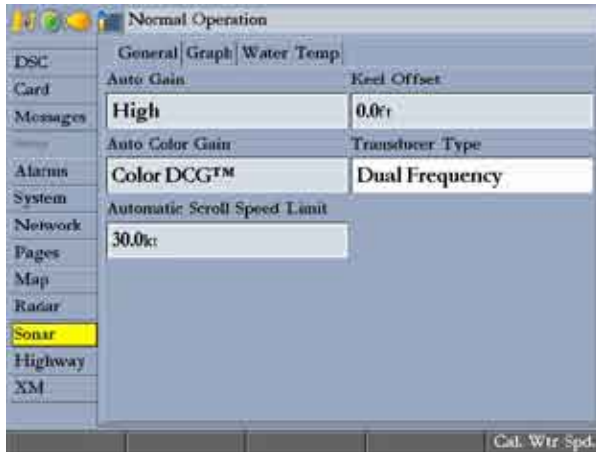 Normal Operation
General Graph Water Temp
DSC
Card
Messages
Alarms
System
Network
Pages
Map
Radar
Sonar
Highway
XM
Auto Gain
High
Keel Offset
0.0Ft
Auto Color Gain
Color DCG™
Transducer Type
Dual Frequency
Automatic Scroll Speed Limit
30.0kt
Cal. Wtr Spd.